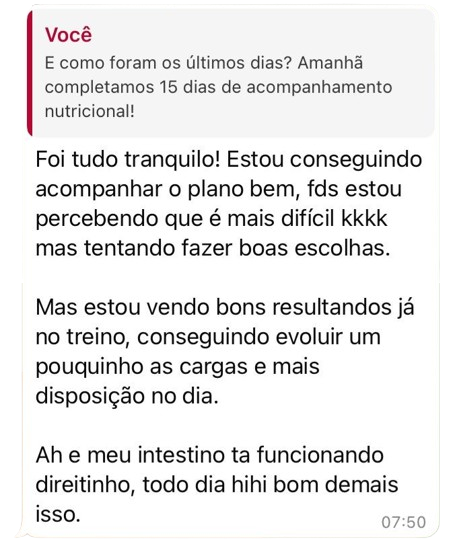 Você
E como foram os últimos dias? Amanhã
completamos 15 dias de acompanhamento
nutricional!
Foi tudo tranquilo! Estou conseguindo
acompanhar o plano bem, fds estou
percebendo que é mais difícil kkkk
mas tentando fazer boas escolhas.
Mas estou vendo bons resultandos já
no treino, conseguindo evoluir um
pouquinho as cargas e mais
disposição no dia.
Ah e meu intestino ta funcionando
direitinho, todo dia hihi bom demais
isso.
07:50